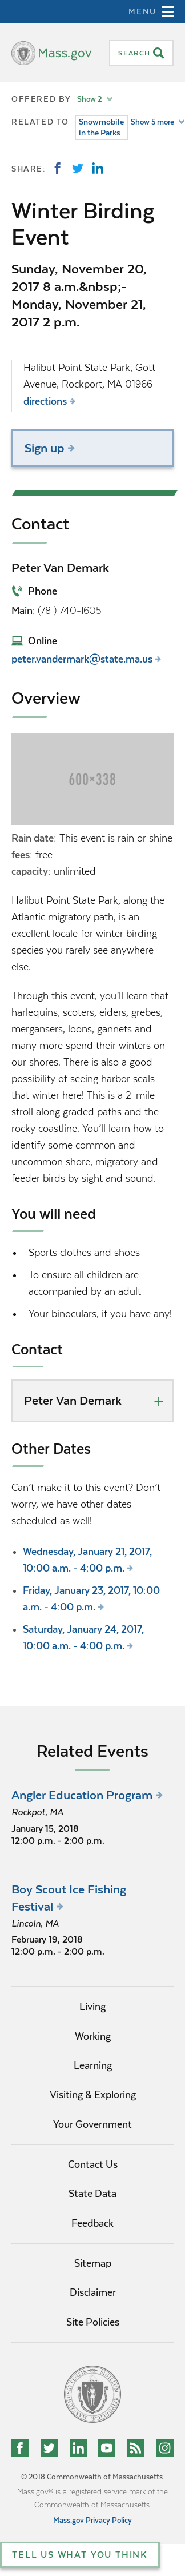 MENU
Mass.gov
SEARCH
OFFERED BY Show 2
RELATED TO Snowmobile in the Parks Show 5 more
SHARE:
Winter Birding
Event
Sunday, November 20,
2017 8 a.m.&nbsp;-
Monday, November 21,
2017 2 p.m.
Halibut Point State Park, Gott
Avenue, Rockport, MA 01966
directions
Sign up
Contact
Peter Van Demark
Phone
Main: (781) 740-1605
Online
peter.vandermark@state.ma.us
Overview
600×338
Rain date: This event is rain or shine
fees: free
capacity: unlimited
Halibut Point State Park, along the
Atlantic migratory path, is an
excellent locale for winter birding
species you rarely see anywhere
else.
Through this event, you’ll learn that
harlequins, scoters, eiders, grebes,
mergansers, loons, gannets and
many more spend their winters on
our shores. There is also a good
possibility of seeing harbor seals
that winter here! This is a 2-mile
stroll along graded paths and the
rocky coast. You’ll learn how to
identify some common and
uncommon shore, migratory and
feeder birds by sight and sound.
You will need
• Sports clothes and shoes
• To ensure all children are
accompanied by an adult
• Your binoculars, if you have any!
Contact
Peter Van Demark
Other Dates
Can’t make it to this event? Don’t
worry, we have other dates
scheduled as well!
• Wednesday, January 21, 2017,
10:00 a.m. - 4:00 p.m.
• Friday, January 23, 2017, 10:00
a.m. - 4:00 p.m.
• Saturday, January 24, 2017,
10:00 a.m. - 4:00 p.m.
Related Events
Angler Education Program
Rockpot, MA
January 15, 2018
12:00 p.m. - 2:00 p.m.
Boy Scout Ice Fishing
Festival
Lincoln, MA
February 19, 2018
12:00 p.m. - 2:00 p.m.
Living
Working
Learning
Visiting & Exploring
Your Government
Contact Us
State Data
Feedback
Sitemap
Disclaimer
Site Policies
© 2018 Commonwealth of Massachusetts.
Mass.gov® is a registered service mark of the
Commonwealth of Massachusetts.
Mass.gov Privacy Policy
TELL US WHAT YOU THINK